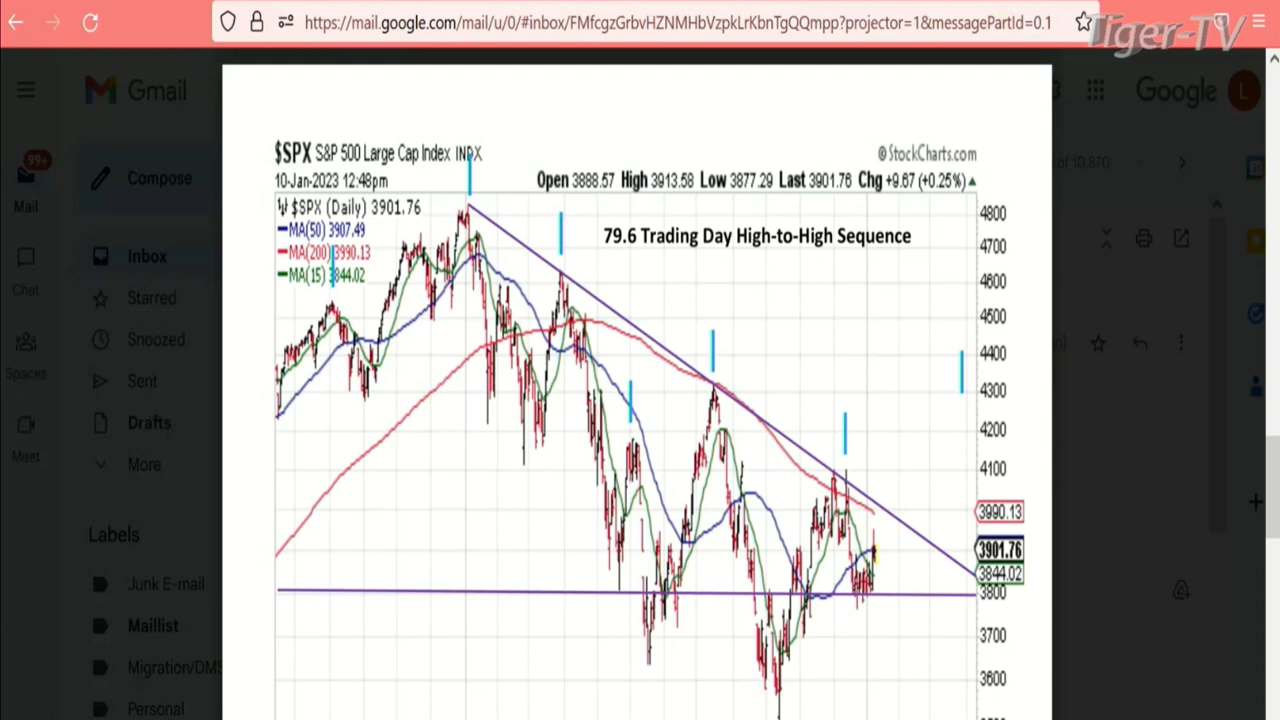 https://mail.google.com/mail/u/0/#inbox/FMfcgzGrbvHZNMHbVzpkLrKbnTgQQmpp?projector=1&messagePartId=0.1
Tiger-TV
Gmail
Google
L
99+
Compose
of 10,870
Mail
Inbox
Chat
Starred
Snoozed
Spaces
Sent
Drafts
Meet
More
Labels
Junk E-mail
Maillist
Migration/DMS
Personal
$SPX S&P 500 Large Cap Index INDX
©StockCharts.com
10-Jan-2023 12:48pm
Open 3888.57 High 3913.58 Low 3877.29 Last 3901.76 Chg +9.67 (+0.25%)
$SPX (Daily) 3901.76
MA(50) 3907.49
MA(200) 3990.13
MA(15) 3844.02
79.6 Trading Day High-to-High Sequence
4800
4700
4600
4500
4400
4300
4200
4100
3990.13
3901.76
3844.02
3800
3700
3600